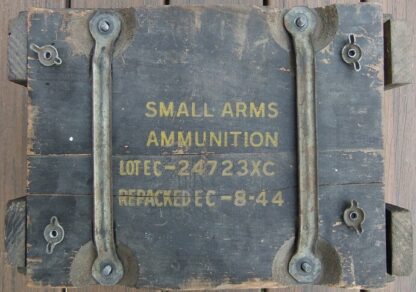 SMALL ARMS
AMMUNITION
LOT EC-24723XC
REPACKED EC-8-44